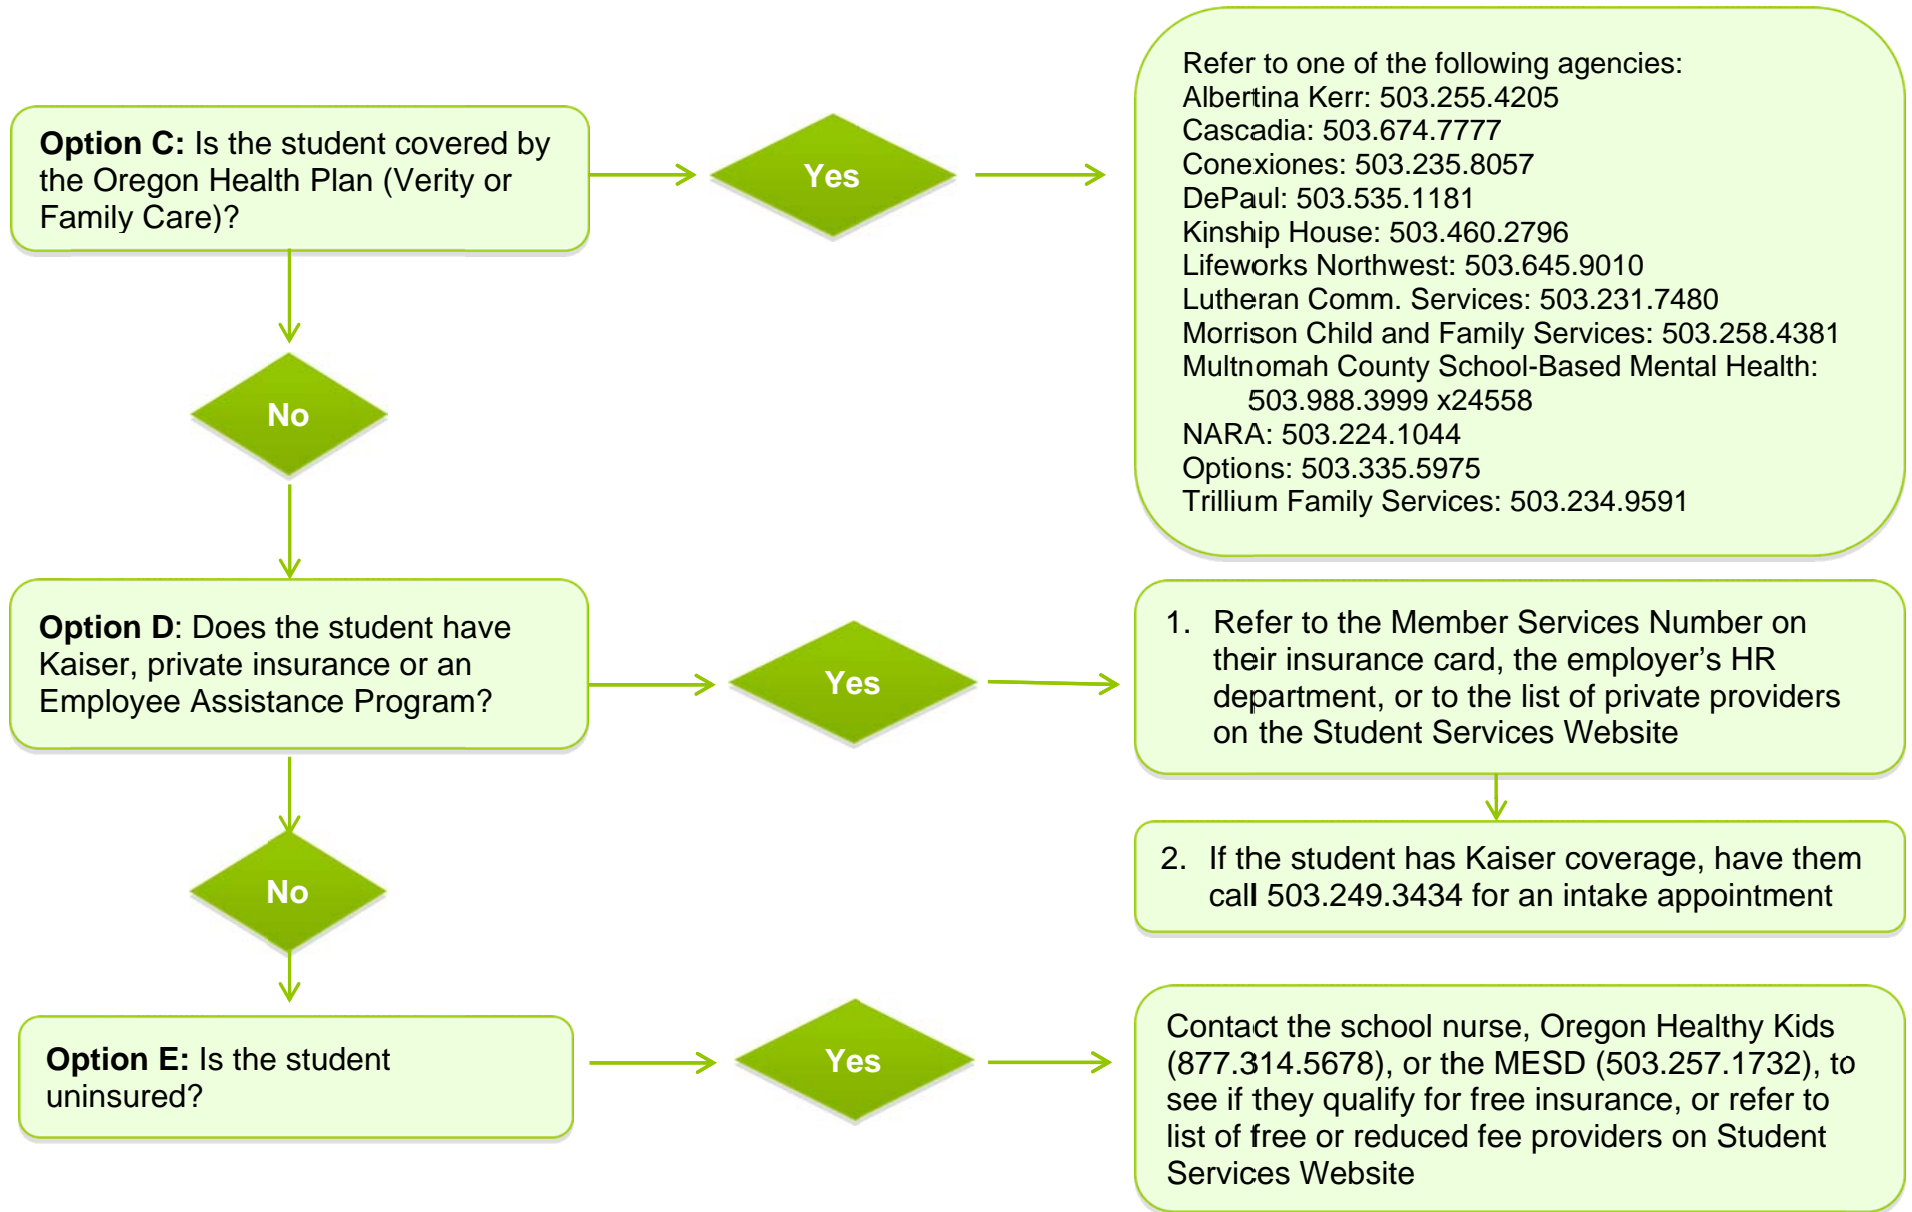 Option C: Is the student covered by
the Oregon Health Plan (Verity or
Family Care)?
Yes
Refer to one of the following agencies:
Albertina Kerr: 503.255.4205
Cascadia: 503.674.7777
Conexiones: 503.235.8057
DePaul: 503.535.1181
Kinship House: 503.460.2796
Lifeworks Northwest: 503.645.9010
Lutheran Comm. Services: 503.231.7480
Morrison Child and Family Services: 503.258.4381
Multnomah County School-Based Mental Health:
503.988.3999 x24558
NARA: 503.224.1044
Options: 503.335.5975
Trillium Family Services: 503.234.9591
No
Option D: Does the student have
Kaiser, private insurance or an
Employee Assistance Program?
Yes
1. Refer to the Member Services Number on
their insurance card, the employer’s HR
department, or to the list of private providers
on the Student Services Website
2. If the student has Kaiser coverage, have them
call 503.249.3434 for an intake appointment
No
Option E: Is the student
uninsured?
Yes
Contact the school nurse, Oregon Healthy Kids
(877.314.5678), or the MESD (503.257.1732), to
see if they qualify for free insurance, or refer to
list of free or reduced fee providers on Student
Services Website